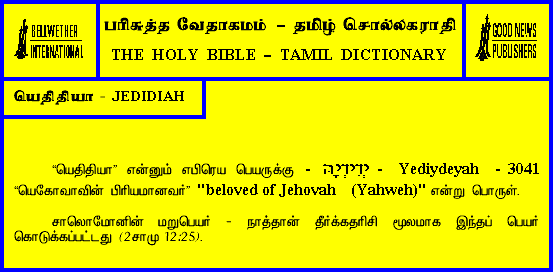 BELLWETHER
INTERNATIONAL
பரிசுத்த வேதாகமம் – தமிழ் சொல்லகராதி
THE HOLY BIBLE – TAMIL DICTIONARY
GOOD NEWS
PUBLISHERS
யெதிதியா - JEDIDIAH
“யெதிதியா” என்னும் எபிரெய பெயருக்கு - יְדִידְיָהּ - Yediydeyah - 3041
“யெகோவாவின் பிரியமானவர்” "beloved of Jehovah (Yahweh)" என்று பொருள்.
சாலொமோனின் மறுபெயர் - நாத்தான் தீர்க்கதரிசி மூலமாக இந்தப் பெயர்
கொடுக்கப்பட்டது (2சாமு 12:25).